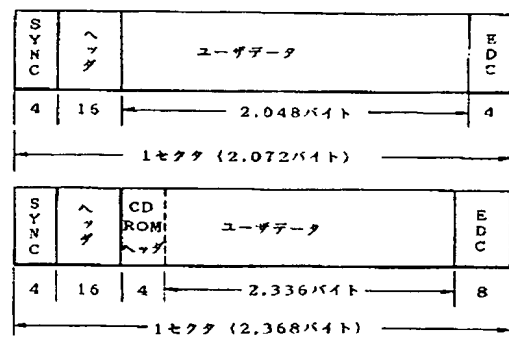 SYNC ヘッダ ユーザデータ EDC
4 16 2.048バイト 4
1セクタ (2.072バイト)
SYNC ヘッダ CD ROM ヘッダ ユーザデータ EDC
4 16 4 2.336バイト 8
1セクタ (2.368バイト)